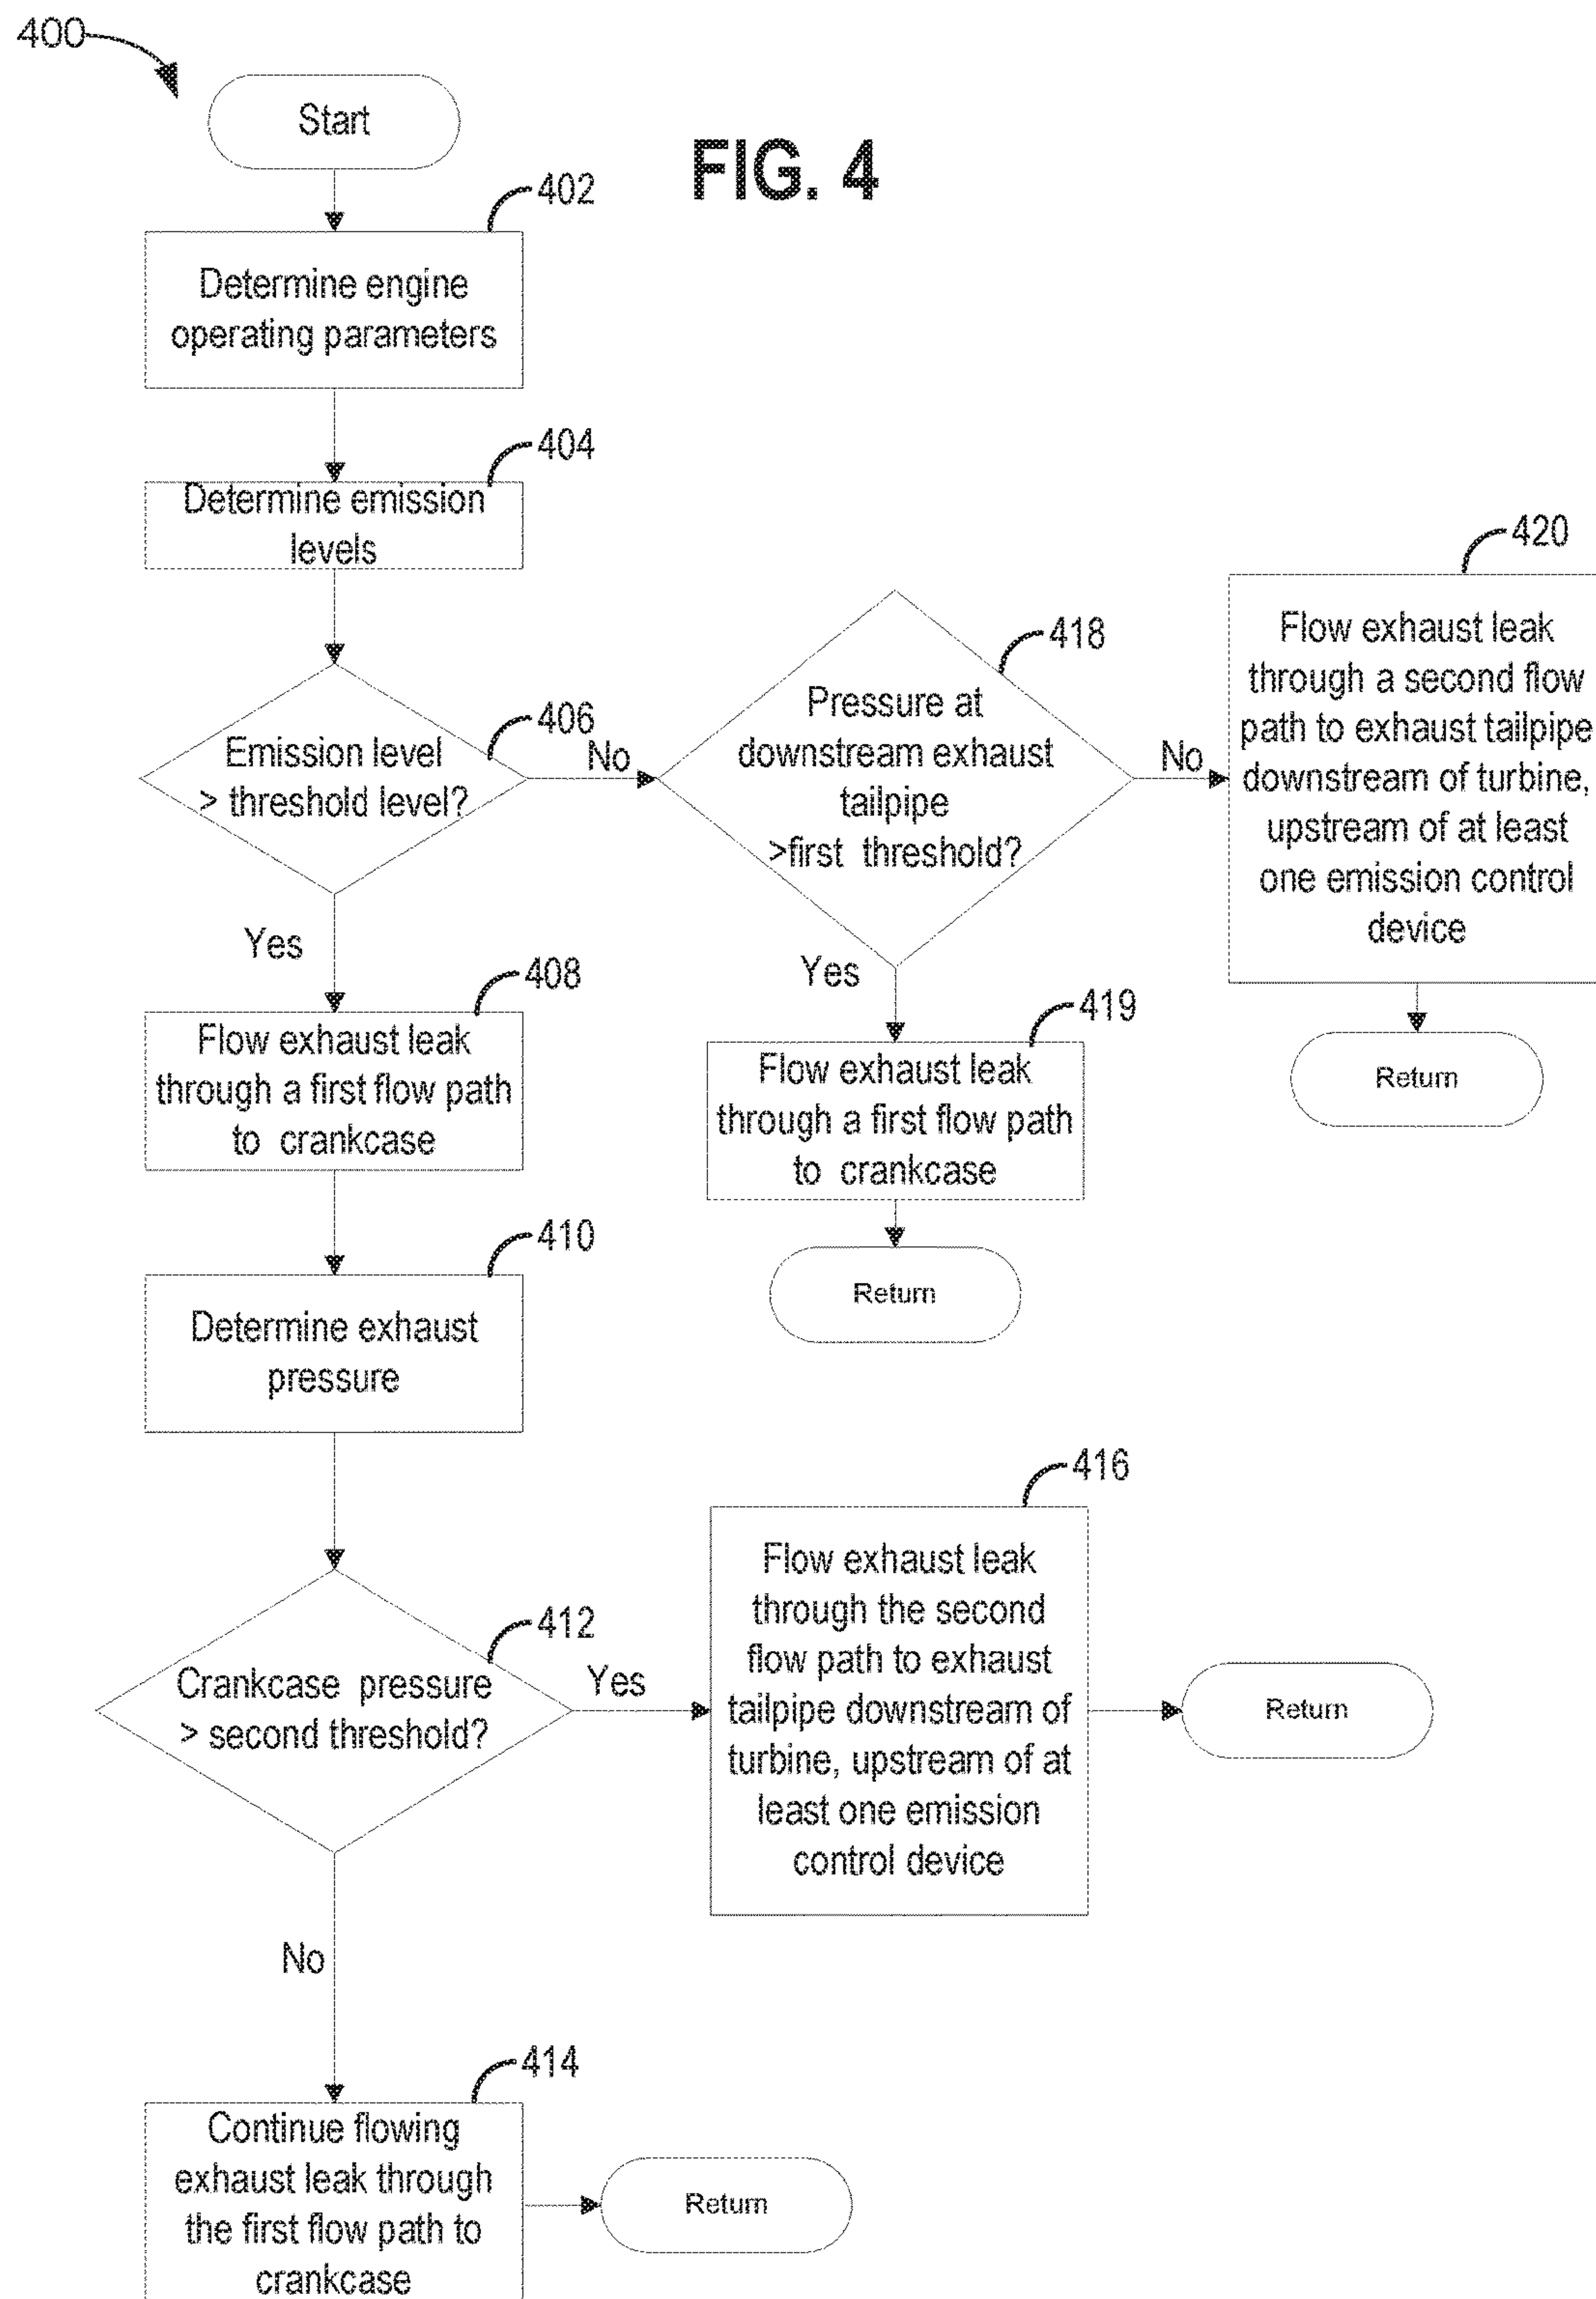 400
Start
FIG. 4
402
Determine engine
operating parameters
404
Determine emission
levels
406
Emission level
> threshold level?
No
Yes
418
Pressure at
downstream exhaust
tailpipe
>first threshold?
No
Yes
420
Flow exhaust leak
through a second flow
path to exhaust tailpipe
downstream of turbine,
upstream of at least
one emission control
device
Return
419
Flow exhaust leak
through a first flow path
to crankcase
Return
408
Flow exhaust leak
through a first flow path
to crankcase
410
Determine exhaust
pressure
412
Crankcase pressure
> second threshold?
Yes
No
416
Flow exhaust leak
through the second
flow path to exhaust
tailpipe downstream of
turbine, upstream of at
least one emission
control device
Return
414
Continue flowing
exhaust leak through
the first flow path to
crankcase
Return